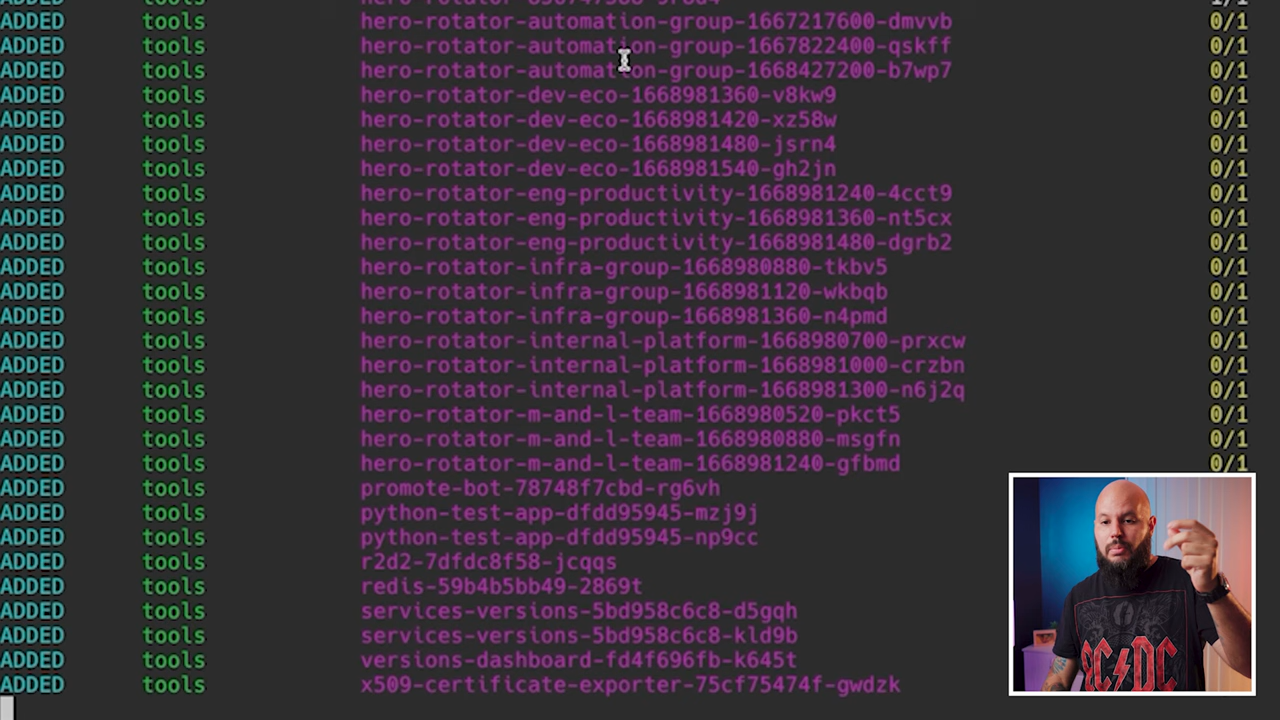 ADDED tools 1/1
ADDED tools hero-rotator-automation-group-1667217600-dmvvb 0/1
ADDED tools hero-rotator-automation-group-1667822400-qskff 0/1
ADDED tools hero-rotator-automation-group-1668427200-b7wp7 0/1
ADDED tools hero-rotator-dev-eco-1668981360-v8kw9 0/1
ADDED tools hero-rotator-dev-eco-1668981420-xz58w 0/1
ADDED tools hero-rotator-dev-eco-1668981480-jsrn4 0/1
ADDED tools hero-rotator-dev-eco-1668981540-gh2jn 0/1
ADDED tools hero-rotator-eng-productivity-1668981240-4cct9 0/1
ADDED tools hero-rotator-eng-productivity-1668981360-nt5cx 0/1
ADDED tools hero-rotator-eng-productivity-1668981480-dgrb2 0/1
ADDED tools hero-rotator-infra-group-1668980880-tkbv5 0/1
ADDED tools hero-rotator-infra-group-1668981120-wkbqb 0/1
ADDED tools hero-rotator-infra-group-1668981360-n4pmd 0/1
ADDED tools hero-rotator-internal-platform-1668980700-prxcw 0/1
ADDED tools hero-rotator-internal-platform-1668981000-crzbn 0/1
ADDED tools hero-rotator-internal-platform-1668981300-n6j2q 0/1
ADDED tools hero-rotator-m-and-l-team-1668980520-pkct5 0/1
ADDED tools hero-rotator-m-and-l-team-1668980880-msgfn 0/1
ADDED tools hero-rotator-m-and-l-team-1668981240-gfbmd 0/1
ADDED tools promote-bot-78748f7cbd-rg6vh
ADDED tools python-test-app-dfdd95945-mzj9j
ADDED tools python-test-app-dfdd95945-np9cc
ADDED tools r2d2-7dfdc8f58-jcqqs
ADDED tools redis-59b4b5bb49-2869t
ADDED tools services-versions-5bd958c6c8-d5gqh
ADDED tools services-versions-5bd958c6c8-kld9b
ADDED tools versions-dashboard-fd4f696fb-k645t
ADDED tools x509-certificate-exporter-75cf75474f-gwdzk
AC DC